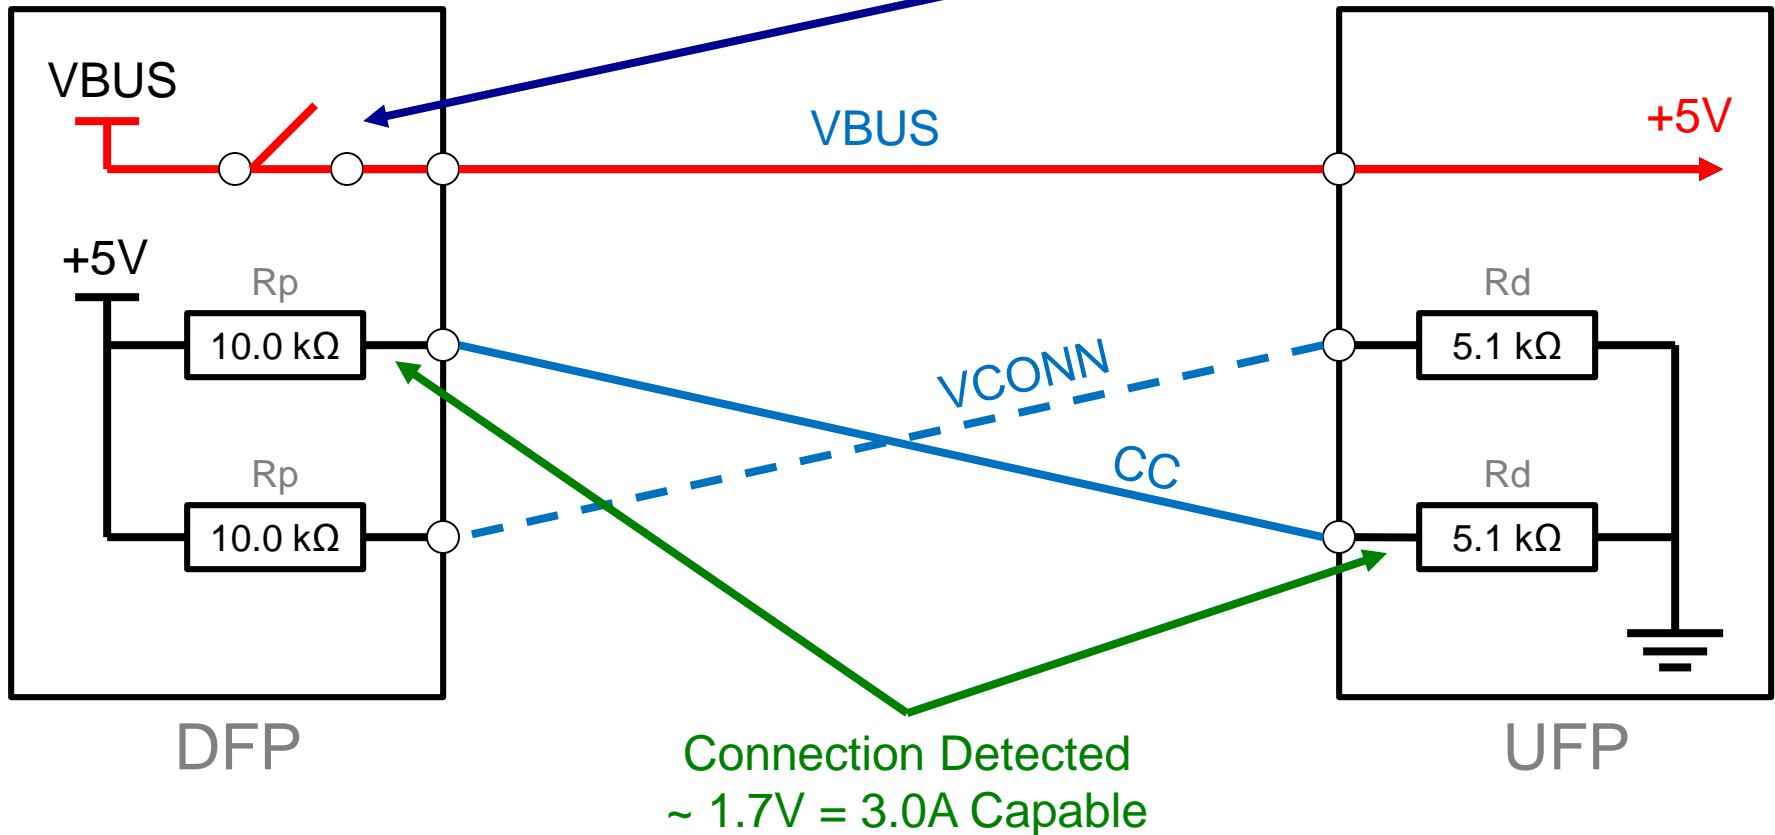 VBUS
VBUS
+5V
+5V
Rp
10.0 kΩ
Rd
5.1 kΩ
VCONN
CC
Rp
10.0 kΩ
Rd
5.1 kΩ
DFP
UFP
Connection Detected
~ 1.7V = 3.0A Capable